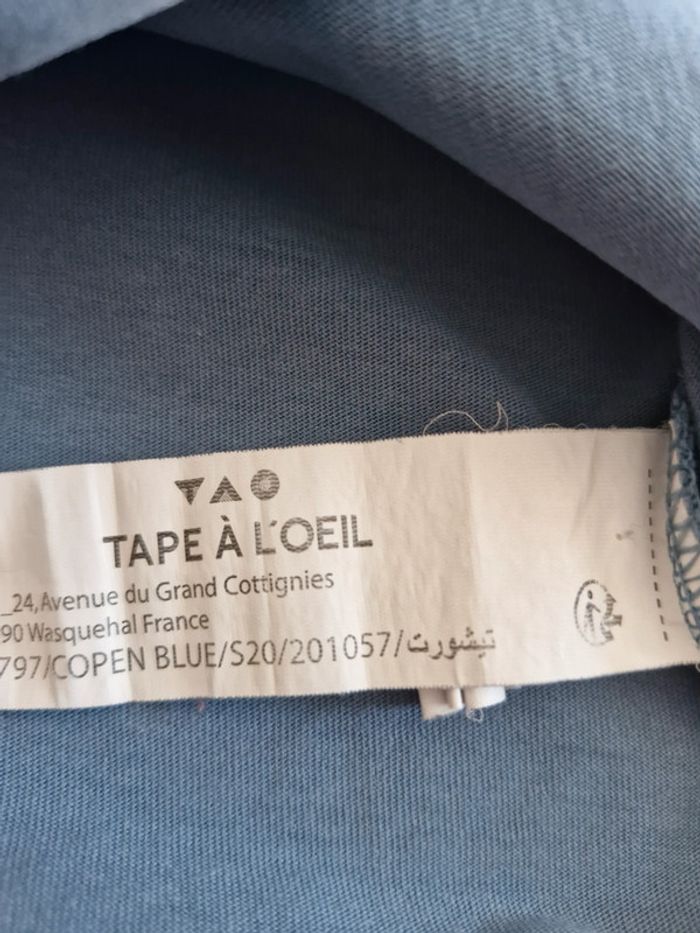 TAPE À L'OEIL
_24,Avenue du Grand Cottignies
90 Wasquehal France
797/COPEN BLUE/S20/201057/تيشورت